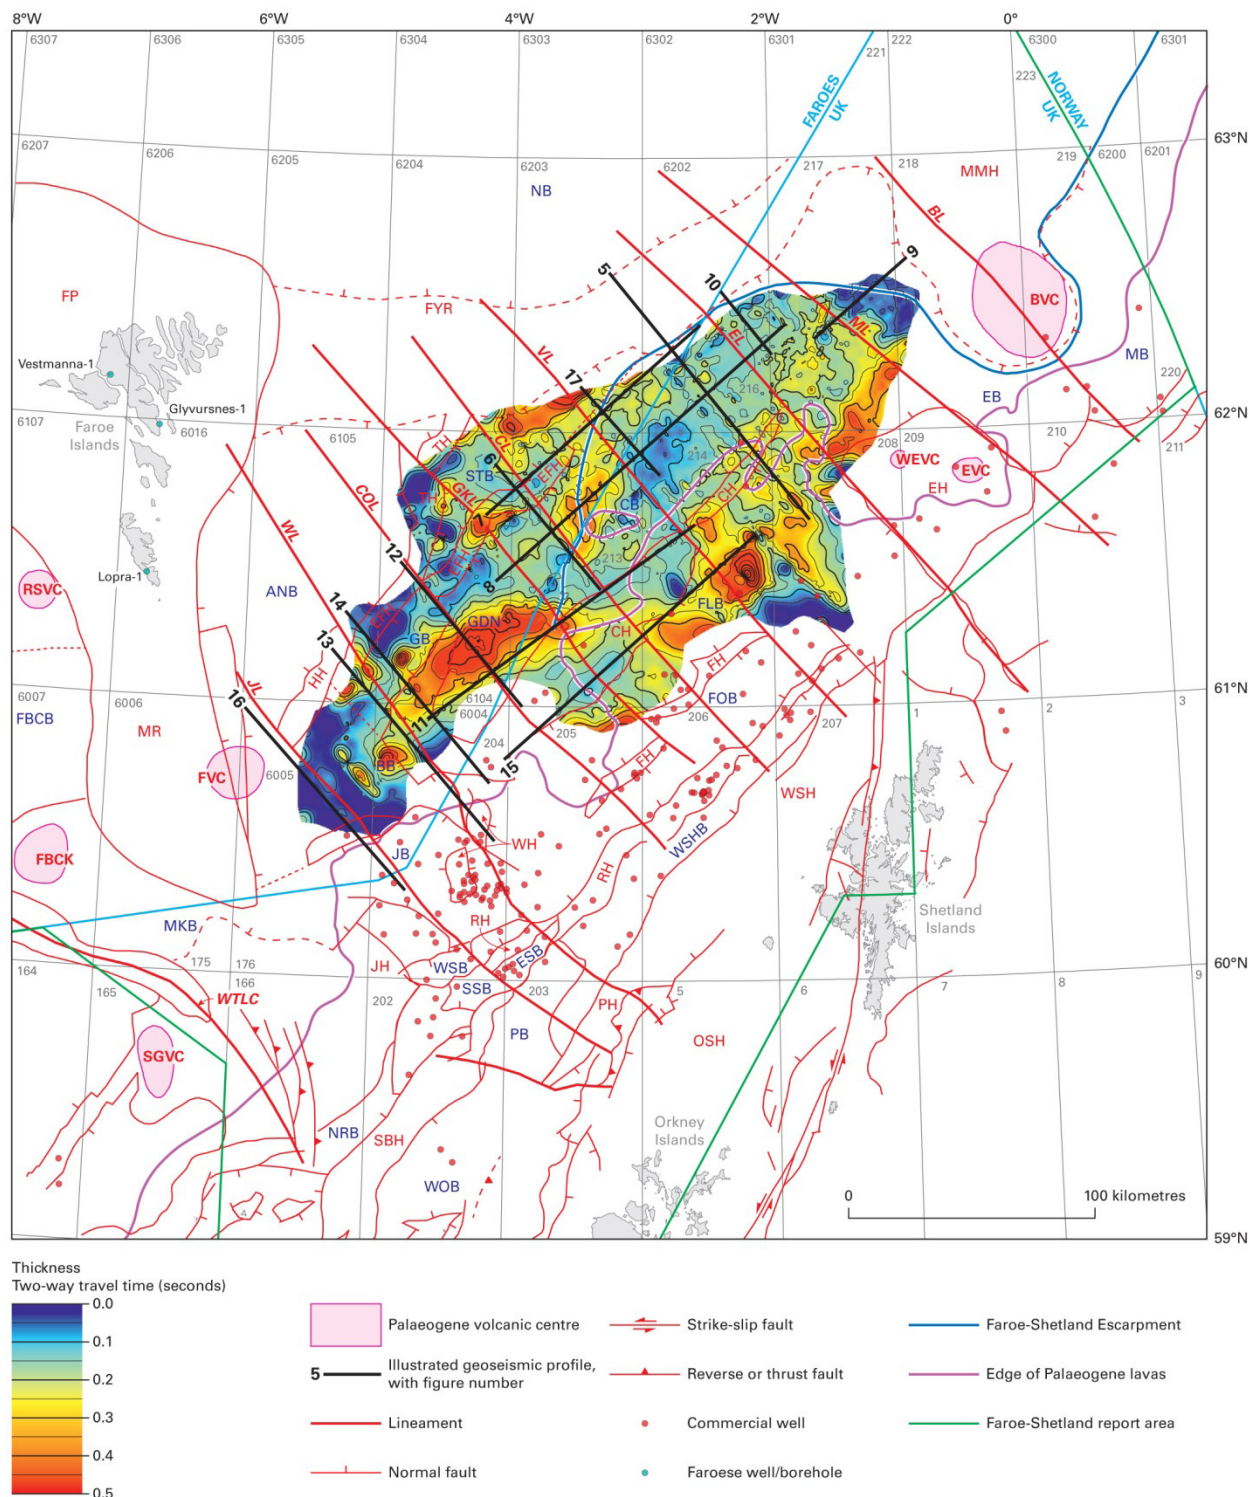 8°W 6°W 4°W 2°W 0°
6307 6306 6305 6304 6303 6302 6301 6300 6301
221 222
223
FAROES
UK
NORWAY
UK
63°N
6207 6206 6205 6204 6203 6202 217 218 219 6200 6201
NB
MMH
BL
9
5
10
FP
FYR
BVC
ML
EL
VL
MB
Vestmanna-1
17
216
220
EB
Glyvursnes-1
62°N
6107
Faroe
Islands
6016
6105
TH
CL
210
211
208 209
214
WEVC
EVC
EH
6
STB
EFH
CH
CB
TH
GKL
7
COL
WL
12
213
EFH
8
Lopra-1
RSVC
ANB
14
EFH
GB
GDN
FLB
13
CH
HH
FH
61°N
6007
6006
JL
16
6104
6004
11
FOB
206
207
1 2 3
FBCB
MR
205
204
FVC
6005
BB
15
FH
WSH
WSHB
WH
JB
FBCK
RH
RH
Shetland
Islands
MKB
ESB
JH
WSB
60°N
164
175 176
166
165
WTLC
202
SSB
203
5 6 7 8 9
PH
PB
OSH
SGVC
Orkney
Islands
NRB
SBH
WOB
0 100 kilometres
4
59°N
Thickness
Two-way travel time (seconds)
0.0
0.1
0.2
0.3
0.4
0.5
Palaeogene volcanic centre
5 Illustrated geoseismic profile,
with figure number
Lineament
Normal fault
Strike-slip fault
Reverse or thrust fault
Commercial well
Faroese well/borehole
Faroe-Shetland Escarpment
Edge of Palaeogene lavas
Faroe-Shetland report area